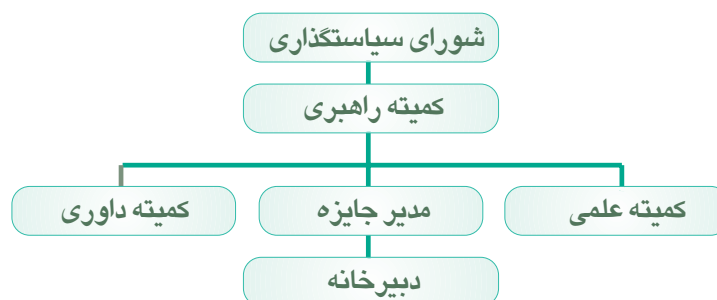 شورای سیاستگذاری
کمیته راهبری
کمیته علمی
مدیر جایزه
کمیته داوری
دبیرخانه